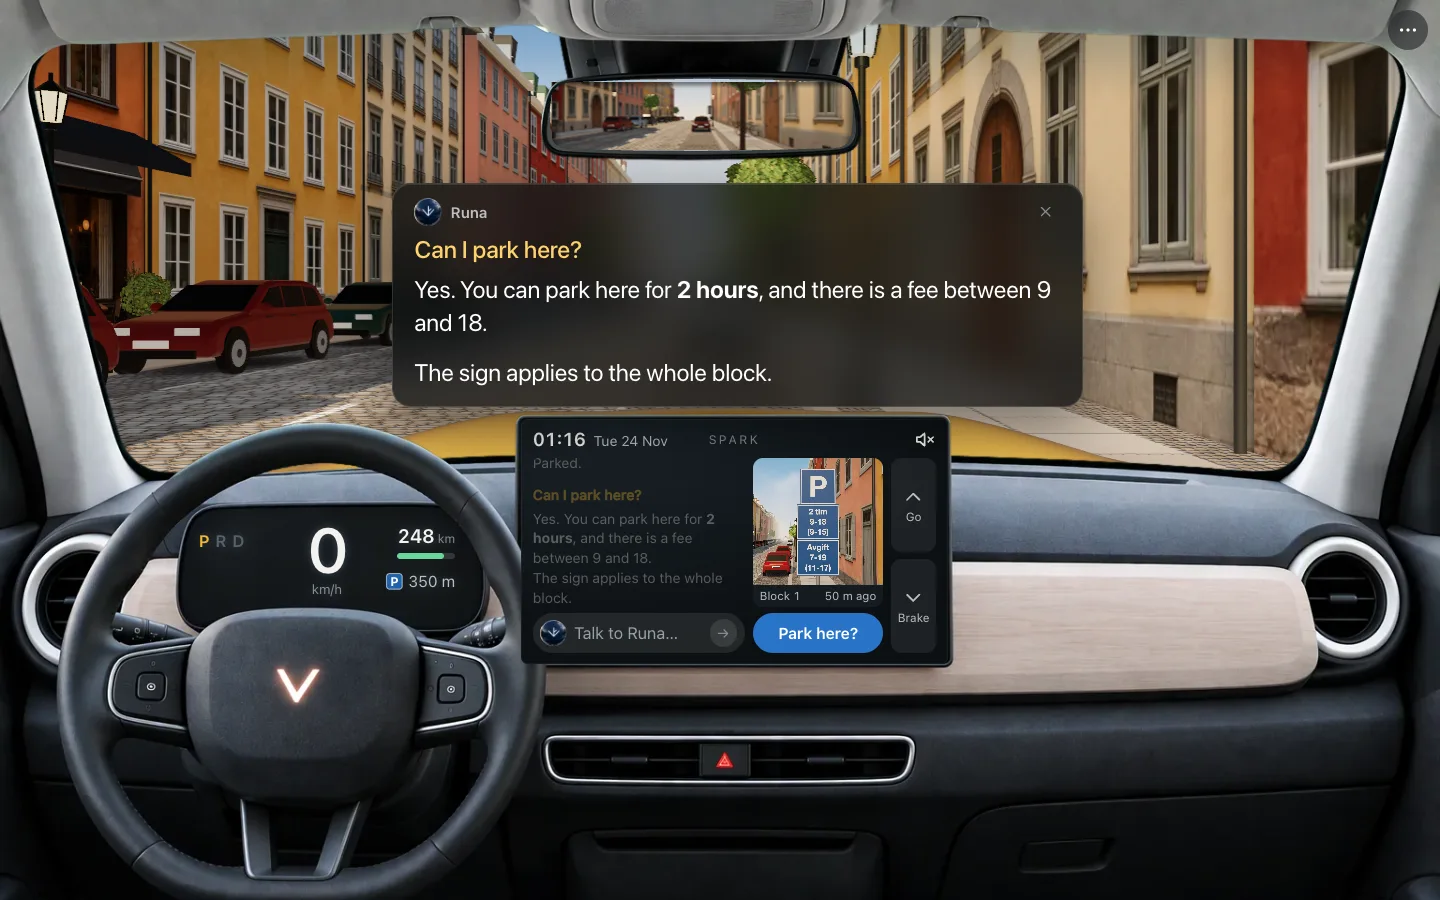 Runa
Can I park here?
Yes. You can park here for 2 hours, and there is a fee between 9
and 18.
The sign applies to the whole block.
01:16 Tue 24 Nov SPARK
Parked.
Can I park here?
Yes. You can park here for 2
hours, and there is a fee
between 9 and 18.
The sign applies to the whole
block.
Talk to Runa...
P
2 tim
9-18
(9-15)
Avgift
7-19
(11-17)
Block 1 50 m ago
Park here?
Go
Brake
P R D
0
km/h
248 km
P 350 m